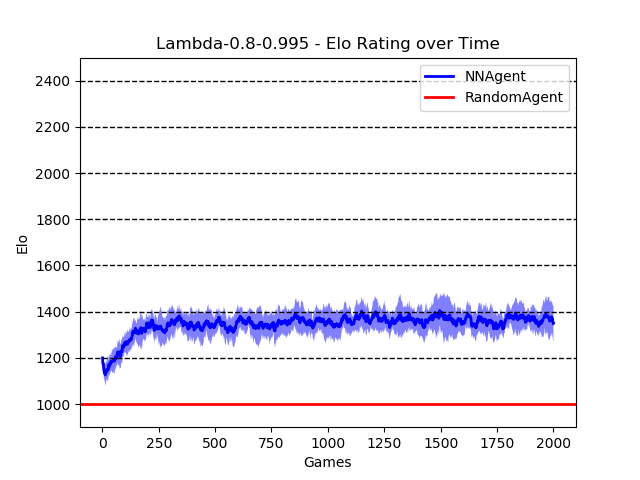 Lambda-0.8-0.995 - Elo Rating over Time
NNAgent
RandomAgent
2400
2200
2000
1800
1600
1400
1200
1000
Elo
0 250 500 750 1000 1250 1500 1750 2000
Games